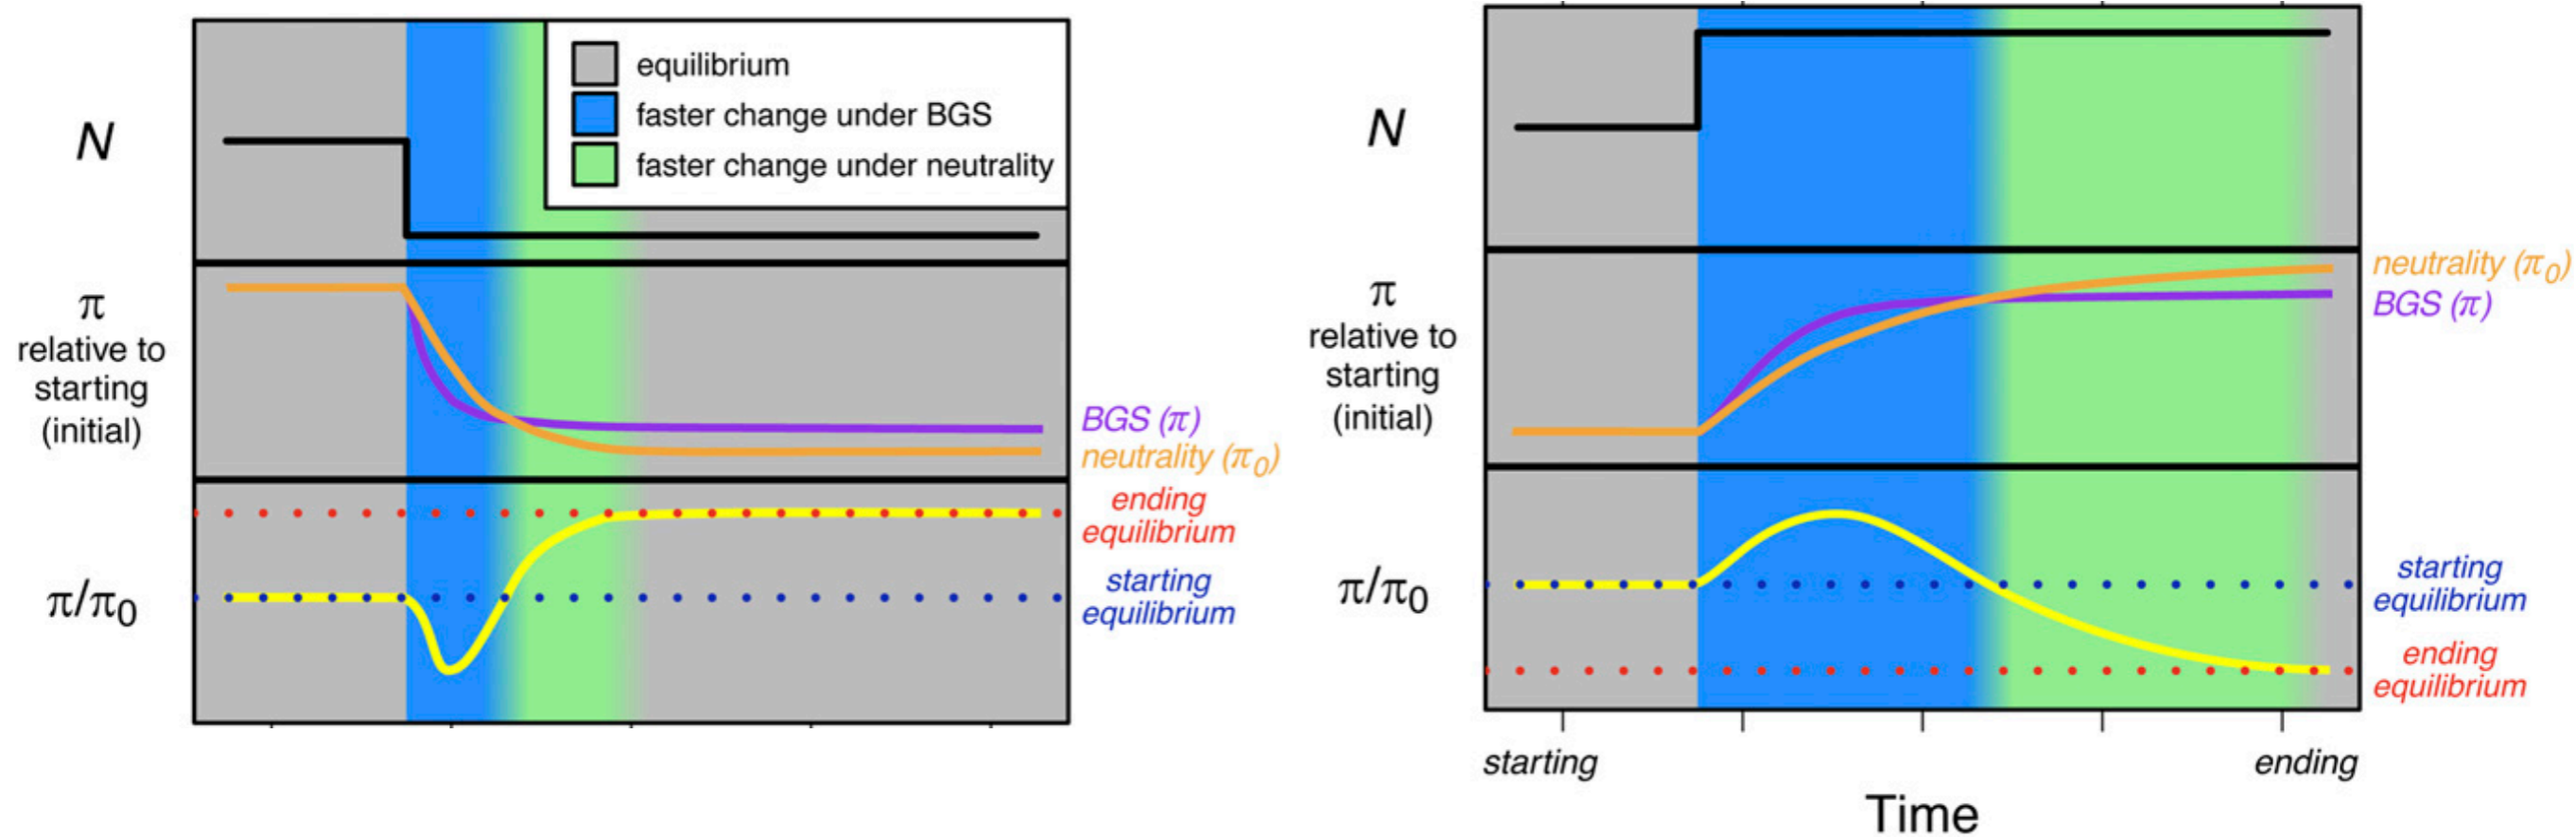 equilibrium
faster change under BGS
faster change under neutrality
N
π
relative to
starting
(initial)
BGS (π)
neutrality (π0)
ending
equilibrium
starting
equilibrium
π/π0
N
π
relative to
starting
(initial)
neutrality (π0)
BGS (π)
π/π0
starting
equilibrium
ending
equilibrium
starting
ending
Time